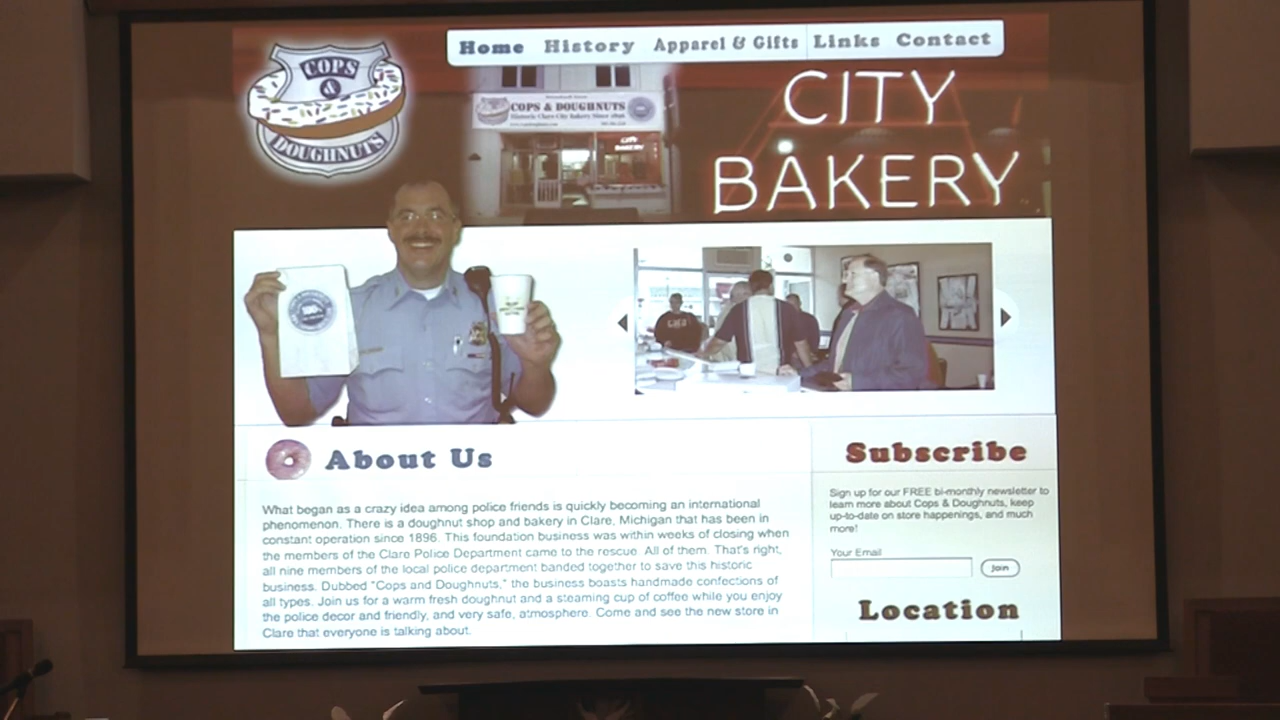 Home History Apparel & Gifts Links Contact
COPS
&
DOUGHNUTS
COPS & DOUGHNUTS
Historic Clare City Bakery Since 1896
CITY
BAKERY
CITY
BAKERY
About Us
What began as a crazy idea among police friends is quickly becoming an international
phenomenon. There is a doughnut shop and bakery in Clare, Michigan that has been in
constant operation since 1896. This foundation business was within weeks of closing when
the members of the Clare Police Department came to the rescue. All of them. That's right,
all nine members of the local police department banded together to save this historic
business. Dubbed "Cops and Doughnuts," the business boasts handmade confections of
all types. Join us for a warm fresh doughnut and a steaming cup of coffee while you enjoy
the police decor and friendly, and very safe, atmosphere. Come and see the new store in
Clare that everyone is talking about.
Subscribe
Sign up for our FREE bi-monthly newsletter to
learn more about Cops & Doughnuts, keep
up-to-date on store happenings, and much
more!
Your Email
Join
Location